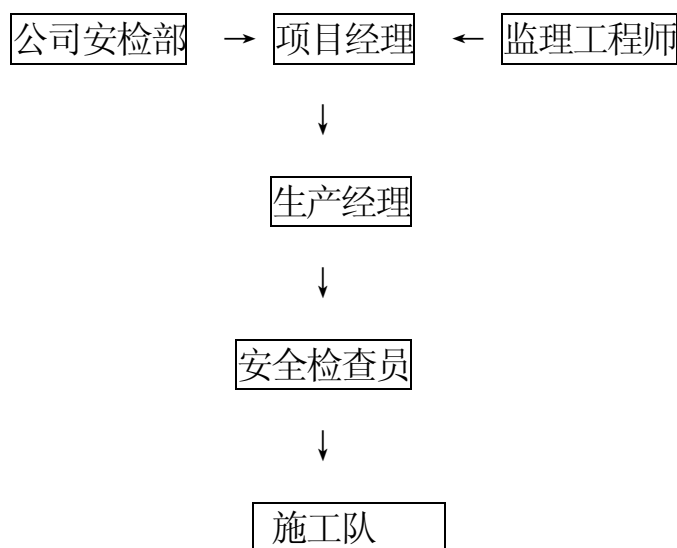 公司安检部 → 项目经理 ← 监理工程师
↓
生产经理
↓
安全检查员
↓
施工队